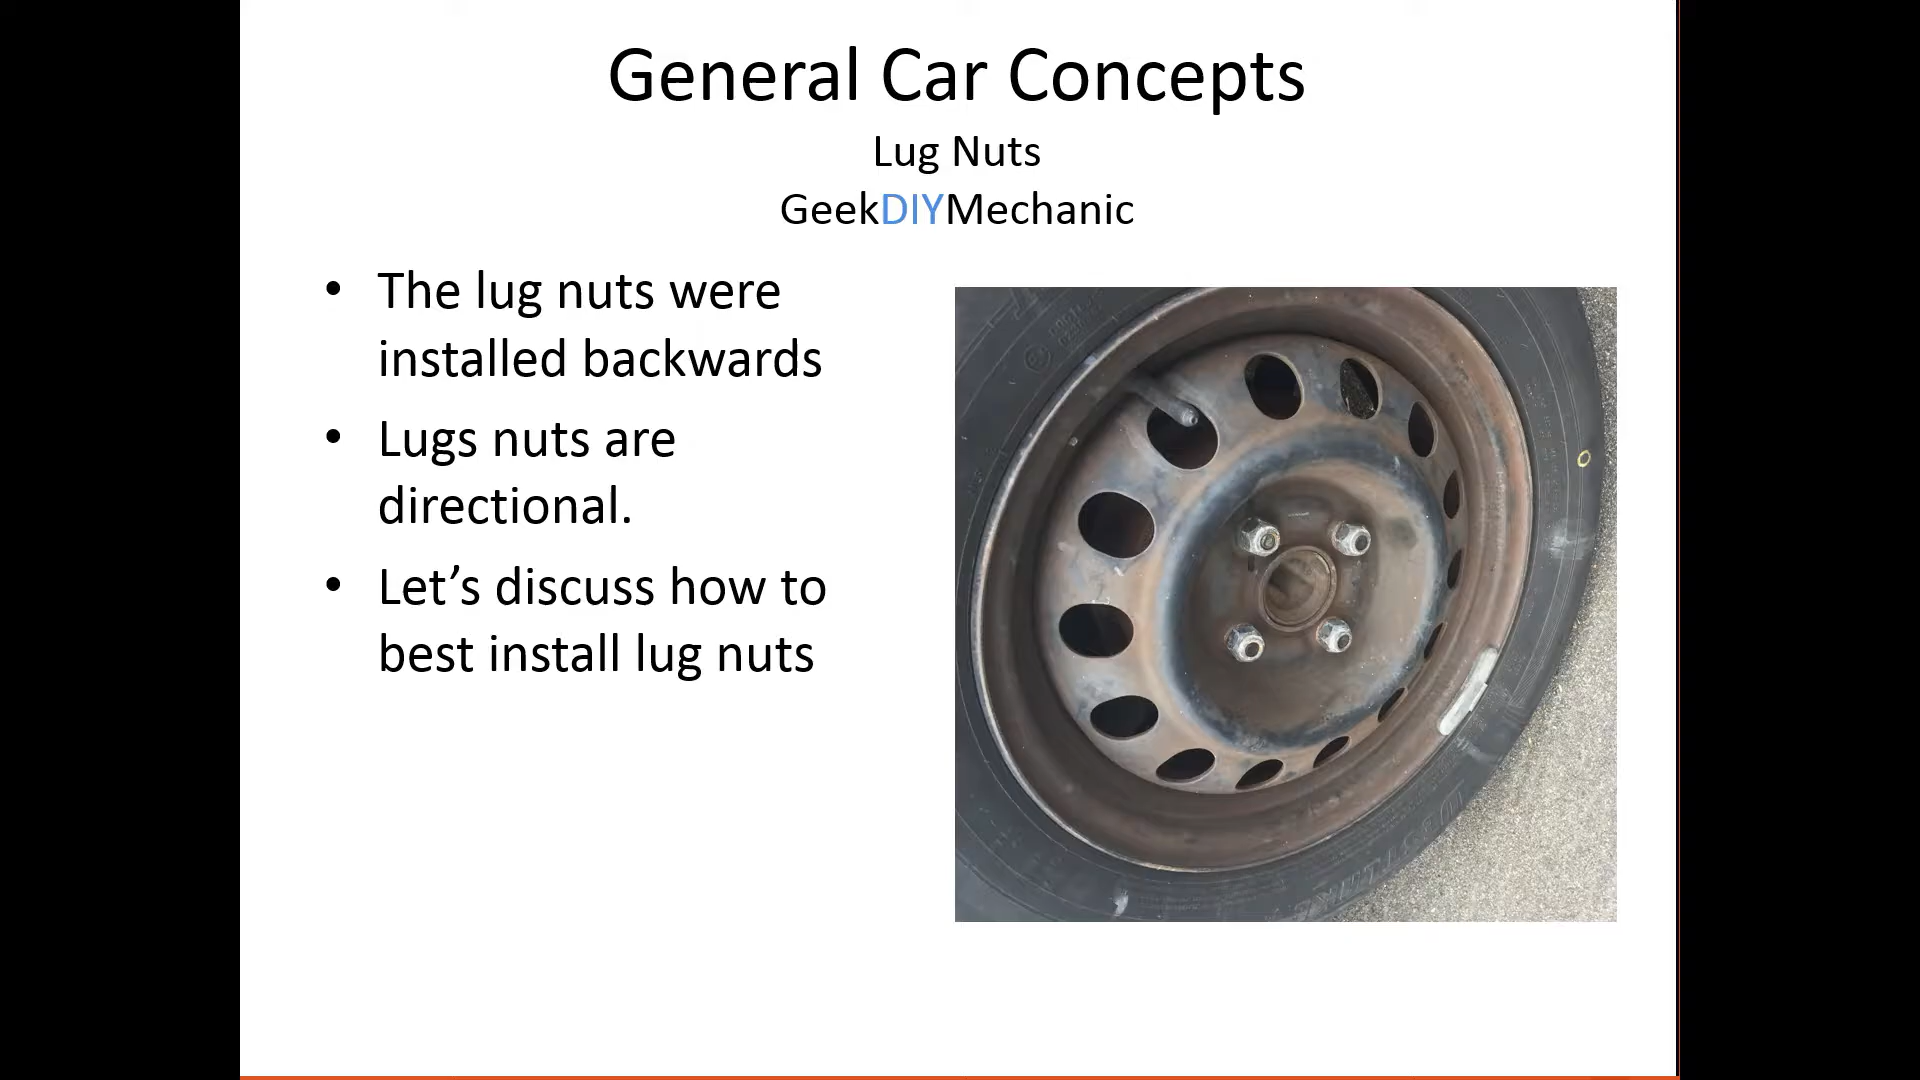 General Car Concepts
Lug Nuts
GeekDIYMechanic
• The lug nuts were
installed backwards
• Lugs nuts are
directional.
• Let’s discuss how to
best install lug nuts